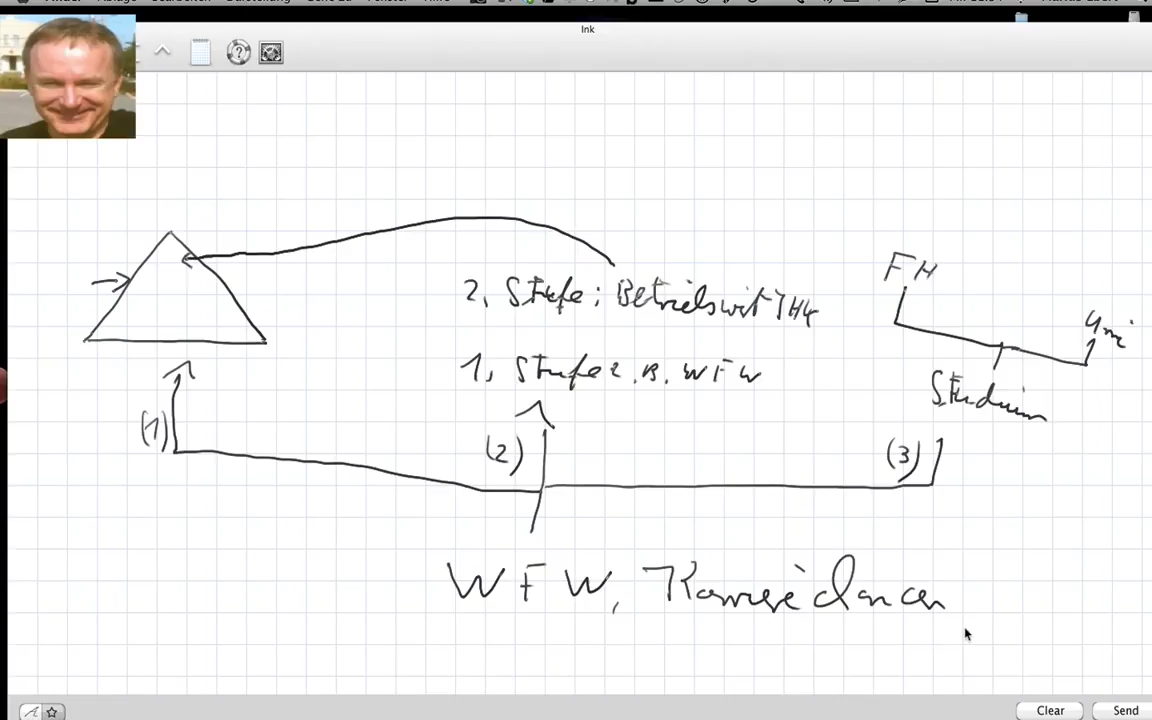 Ink
FH
2, Stufe: Betriebswirt IHK
Uni
1, Stufe z.B. WFW
Studium
(1)
(2)
(3)
WFW, Karrierechancen
Clear
Send